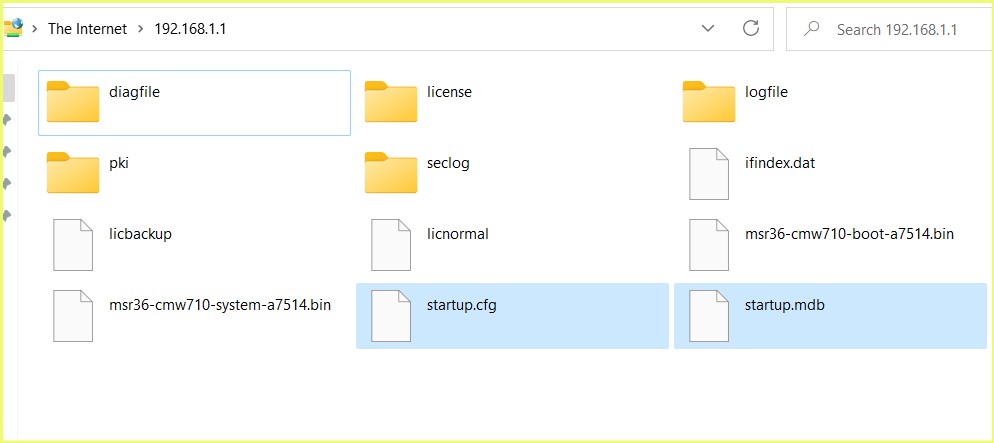 The Internet > 192.168.1.1
Search 192.168.1.1
diagfile
license
logfile
pki
seclog
ifindex.dat
licbackup
licnormal
msr36-cmw710-boot-a7514.bin
msr36-cmw710-system-a7514.bin
startup.cfg
startup.mdb